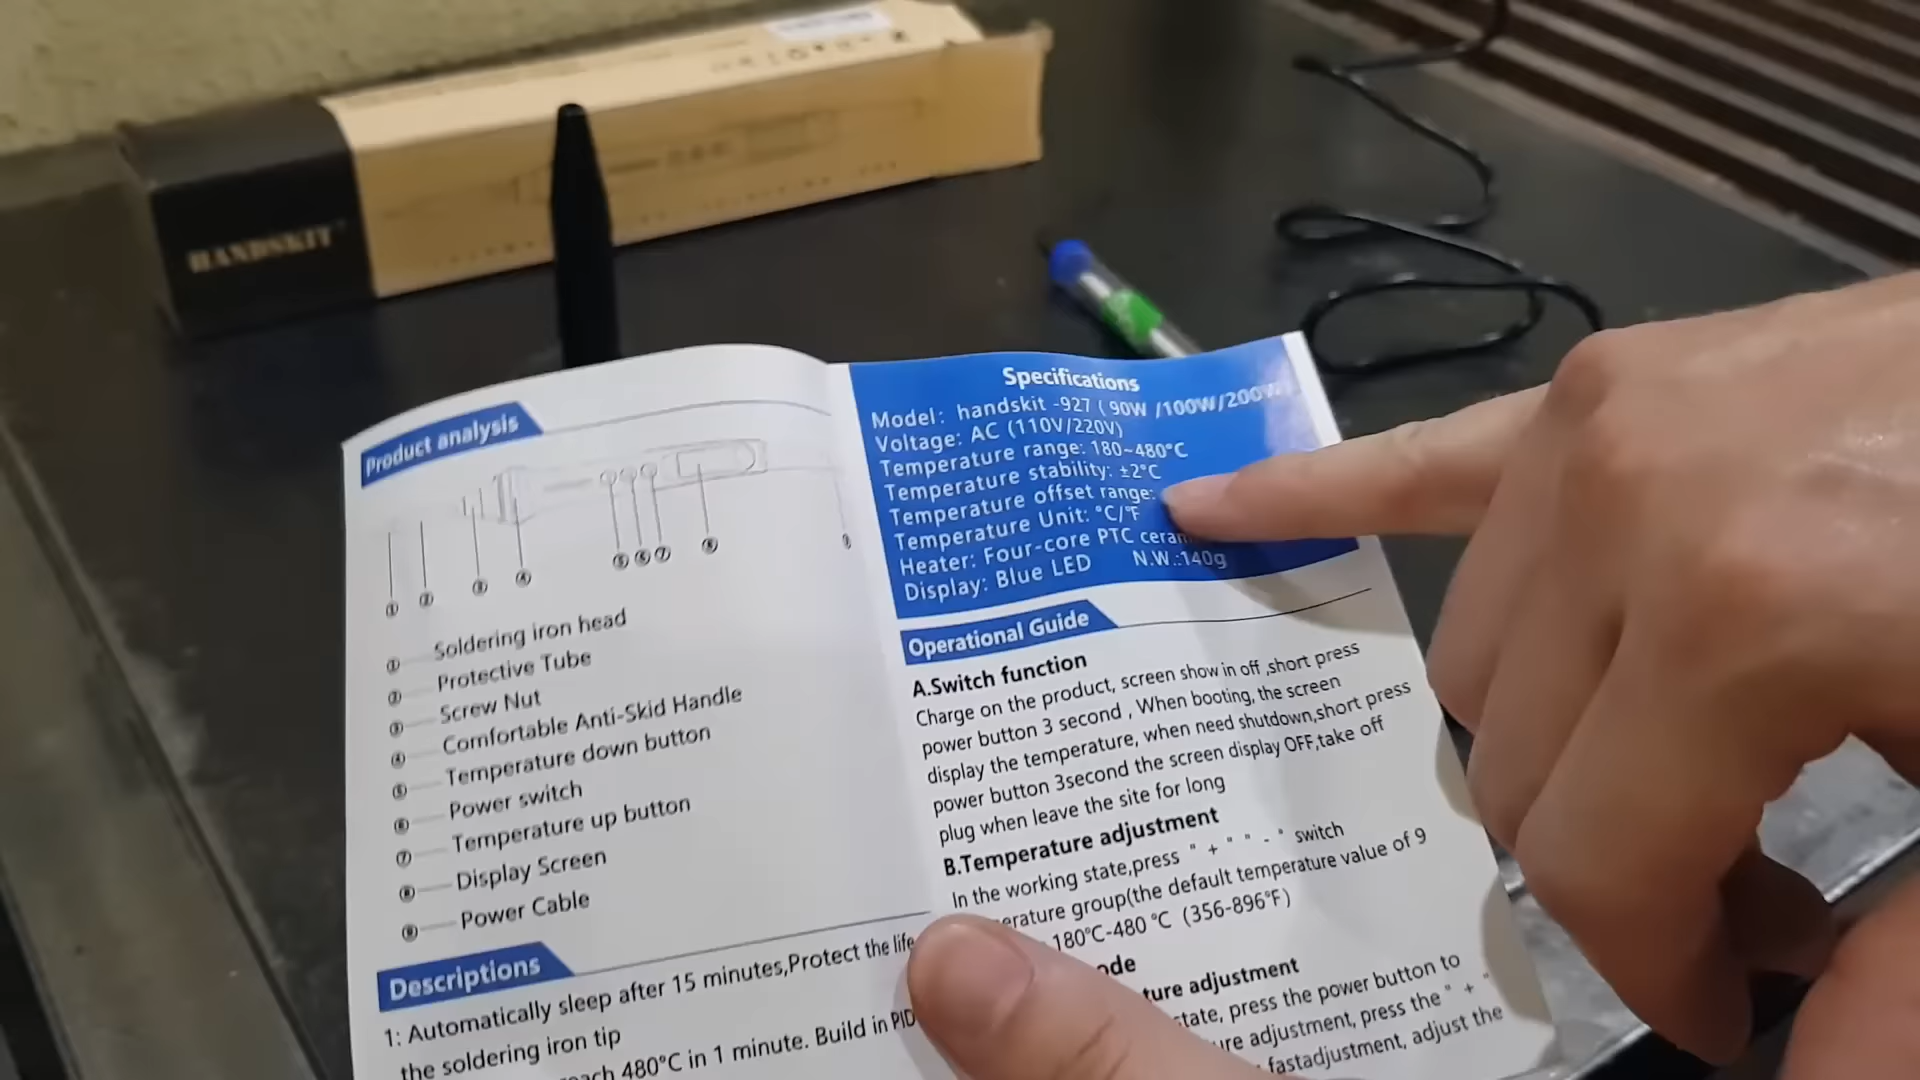 HANDSKIT
Product analysis
① ② ③ ④ ⑤ ⑥ ⑦ ⑧ ⑨
① Soldering iron head
② Protective Tube
③ Screw Nut
④ Comfortable Anti-Skid Handle
⑤ Temperature down button
⑥ Power switch
⑦ Temperature up button
⑧ Display Screen
⑨ Power Cable
Descriptions
1: Automatically sleep after 15 minutes,Protect the life
the soldering iron tip
480°C in 1 minute. Build in PID
Specifications
Model: handskit -927 ( 90W /100W/200W
Voltage: AC (110V/220V)
Temperature range: 180~480°C
Temperature stability: ±2°C
Temperature offset range:
Temperature Unit: °C/°F
Heater: Four-core PTC
Display: Blue LED N.W.:140g
Operational Guide
A.Switch function
Charge on the product, screen show in off ,short press
power button 3 second , When booting, the screen
display the temperature, when need shutdown,short press
power button 3second the screen display OFF,take off
plug when leave the site for long
B.Temperature adjustment
In the working state,press " + " " - " switch
group(the default temperature value of 9
180°C-480 °C (356-896°F)
adjustment
press the power button to
adjustment, press the " + "
fastadjustment, adjust the